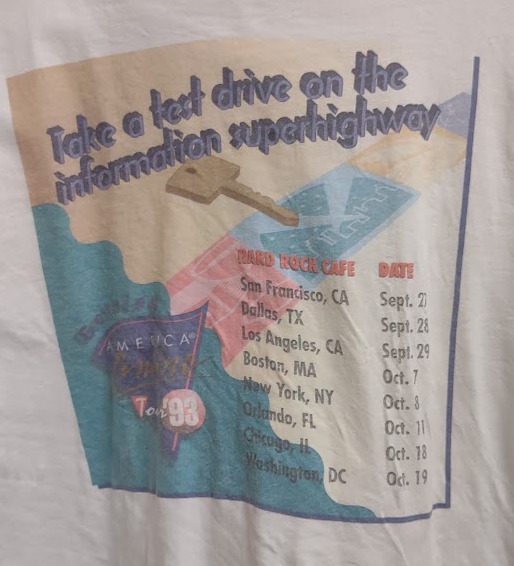 Take a test drive on the
information superhighway
HARD ROCK CAFE DATE
San Francisco, CA Sept. 27
Dallas, TX Sept. 28
Los Angeles, CA Sept. 29
Boston, MA Oct. 7
New York, NY Oct. 8
Orlando, FL Oct. 11
Chicago, IL Oct. 18
Washington, DC Oct. 19
AMERICA®
Online
Tour '93